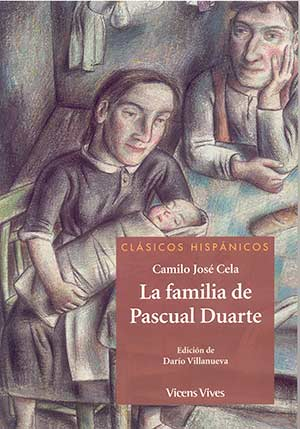 CLÁSICOS HISPÁNICOS
Camilo José Cela
La familia de
Pascual Duarte
Edición de
Darío Villanueva
Vicens Vives